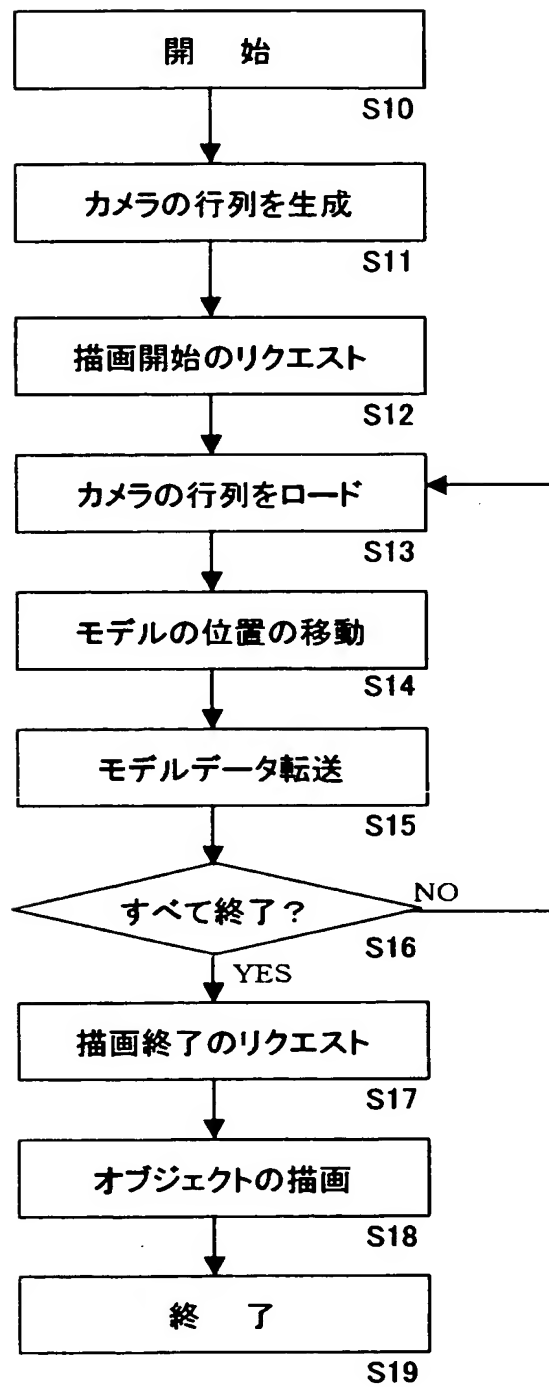 開 始
S10
カメラの行列を生成
S11
描画開始のリクエスト
S12
カメラの行列をロード
S13
モデルの位置の移動
S14
モデルデータ転送
S15
すべて終了?
NO
S16
YES
描画終了のリクエスト
S17
オブジェクトの描画
S18
終 了
S19